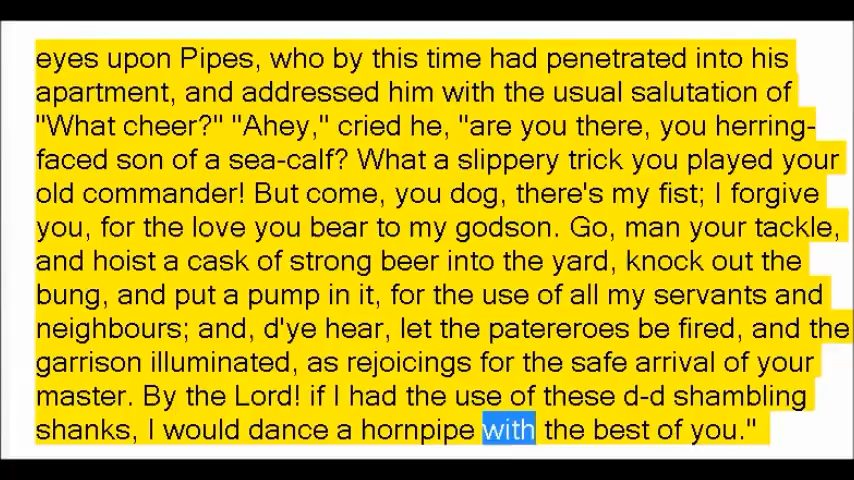 eyes upon Pipes, who by this time had penetrated into his
apartment, and addressed him with the usual salutation of
"What cheer?" "Ahey," cried he, "are you there, you herring-
faced son of a sea-calf? What a slippery trick you played your
old commander! But come, you dog, there's my fist; I forgive
you, for the love you bear to my godson. Go, man your tackle,
and hoist a cask of strong beer into the yard, knock out the
bung, and put a pump in it, for the use of all my servants and
neighbours; and, d'ye hear, let the patereroes be fired, and the
garrison illuminated, as rejoicings for the safe arrival of your
master. By the Lord! if I had the use of these d-d shambling
shanks, I would dance a hornpipe with the best of you."